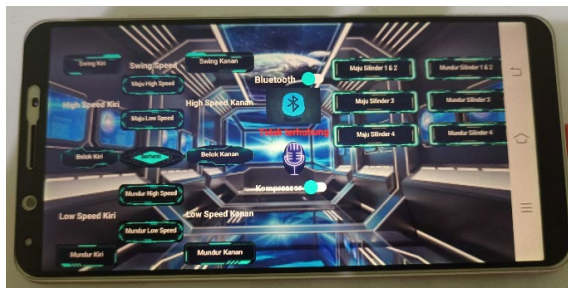 Swing Kiri
Swing Speed
Swing Kanan
Maju High Speed
High Speed Kiri
High Speed Kanan
Maju Low Speed
Belok Kiri
Berhenti
Belok Kanan
Mundur High Speed
Low Speed Kiri
Low Speed Kanan
Mundur Low Speed
Mundur Kiri
Mundur Kanan
Bluetooth
Tidak terhubung
Kompressor
Maju Silinder 1 & 2
Mundur Silinder 1 & 2
Maju Silinder 3
Mundur Silinder 3
Maju Silinder 4
Mundur Silinder 4